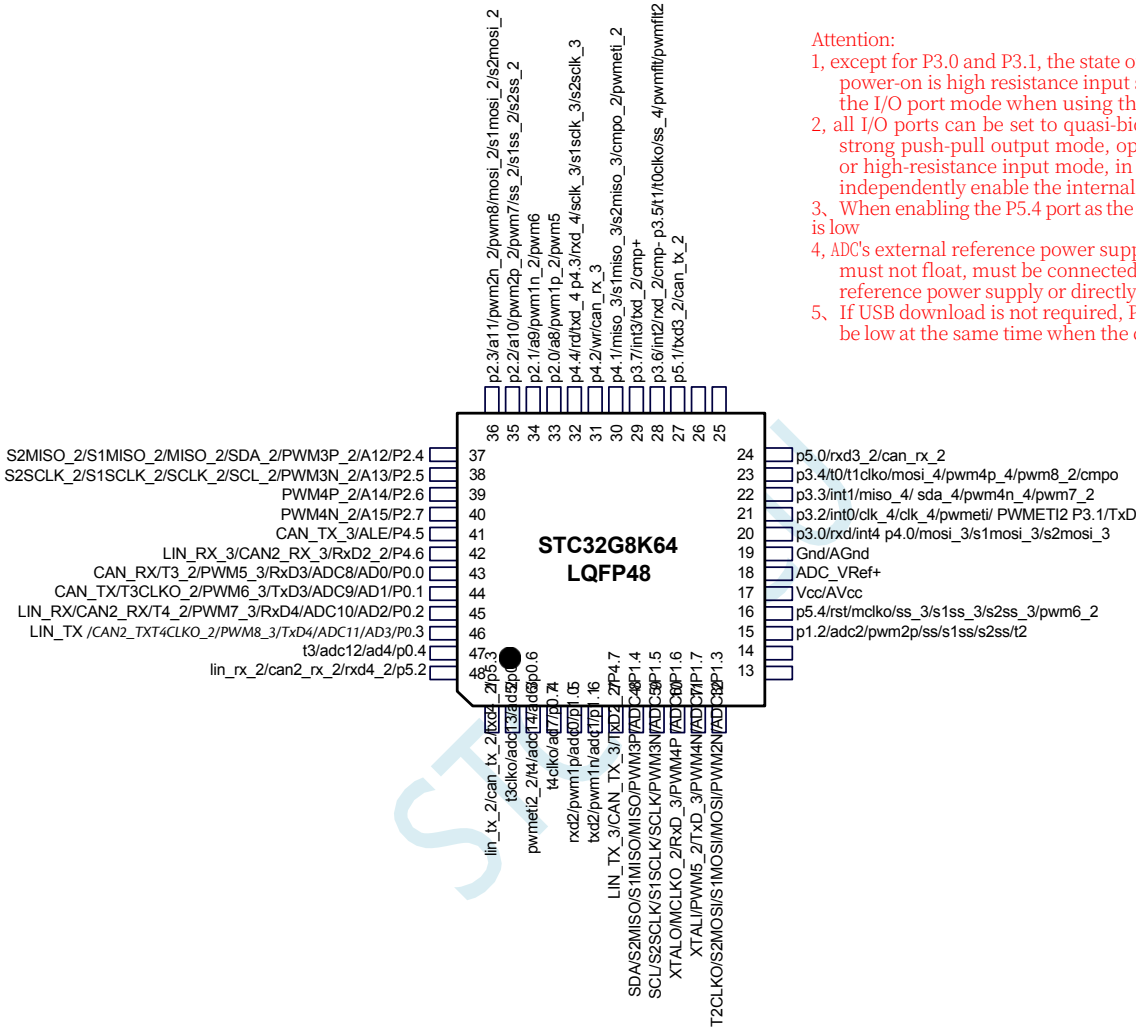 p2.3/a11/pwm2n_2/pwm8/mosi_2/s1mosi_2/s2mosi_2
p2.2/a10/pwm2p_2/pwm7/ss_2/s1ss_2/s2ss_2
p2.1/a9/pwm1n_2/pwm6
p2.0/a8/pwm1p_2/pwm5
p4.4/rd/txd_4 p4.3/rxd_4/sclk_3/s1sclk_3/s2sclk_3
p4.2/wr/can_rx_3
p4.1/miso_3/s1miso_3/s2miso_3/cmpo_2/pwmeti_2
p3.7/int3/txd_2/cmp+
p3.6/int2/rxd_2/cmp- p3.5/t1/t0clko/ss_4/pwmflt/pwmflt2
p5.1/txd3_2/can_tx_2
Attention:
1, except for P3.0 and P3.1, the state o
power-on is high resistance input
the I/O port mode when using th
2, all I/O ports can be set to quasi-bi
strong push-pull output mode, op
or high-resistance input mode, in
independently enable the internal
3、When enabling the P5.4 port as the
is low
4, ADC's external reference power supp
must not float, must be connected
reference power supply or directly
5、If USB download is not required, P
be low at the same time when the
36 35 34 33 32 31 30 29 28 27 26 25
S2MISO_2/S1MISO_2/MISO_2/SDA_2/PWM3P_2/A12/P2.4 37
S2SCLK_2/S1SCLK_2/SCLK_2/SCL_2/PWM3N_2/A13/P2.5 38
PWM4P_2/A14/P2.6 39
PWM4N_2/A15/P2.7 40
CAN_TX_3/ALE/P4.5 41
LIN_RX_3/CAN2_RX_3/RxD2_2/P4.6 42
CAN_RX/T3_2/PWM5_3/RxD3/ADC8/AD0/P0.0 43
CAN_TX/T3CLKO_2/PWM6_3/TxD3/ADC9/AD1/P0.1 44
LIN_RX/CAN2_RX/T4_2/PWM7_3/RxD4/ADC10/AD2/P0.2 45
LIN_TX /CAN2_TXT4CLKO_2/PWM8_3/TxD4/ADC11/AD3/P0.3 46
t3/adc12/ad4/p0.4 47
lin_rx_2/can2_rx_2/rxd4_2/p5.2 48
STC32G8K64
LQFP48
24 p5.0/rxd3_2/can_rx_2
23 p3.4/t0/t1clko/mosi_4/pwm4p_4/pwm8_2/cmpo
22 p3.3/int1/miso_4/ sda_4/pwm4n_4/pwm7_2
21 p3.2/int0/clk_4/clk_4/pwmeti/ PWMETI2 P3.1/TxD
20 p3.0/rxd/int4 p4.0/mosi_3/s1mosi_3/s2mosi_3
19 Gnd/AGnd
18 ADC_VRef+
17 Vcc/AVcc
16 p5.4/rst/mclko/ss_3/s1ss_3/s2ss_3/pwm6_2
15 p1.2/adc2/pwm2p/ss/s1ss/s2ss/t2
14
13
lin_tx_2/can_tx_2/txd4_2/p5.3
t3clko/adc13/ad5/
pwmeti2_2/t4/adc14/ad6/p0.6
t4clko/ad7/p0.7
rxd2/pwm1p/adc0/p1.0
txd2/pwm1n/adc1/p1.1
LIN_TX_3/CAN_TX_3/TxD2_2/P4.7
SDA/S2MISO/S1MISO/MISO/PWM3P/ADC4/P1.4
SCL/S2SCLK/S1SCLK/SCLK/PWM3N/ADC5/P1.5
XTALO/MCLKO_2/RxD_3/PWM4P /ADC6/P1.6
XTALI/PWM5_2/TxD_3/PWM4N/ADC7/P1.7
T2CLKO/S2MOSI/S1MOSI/MOSI/PWM2N/ADC3/P1.3